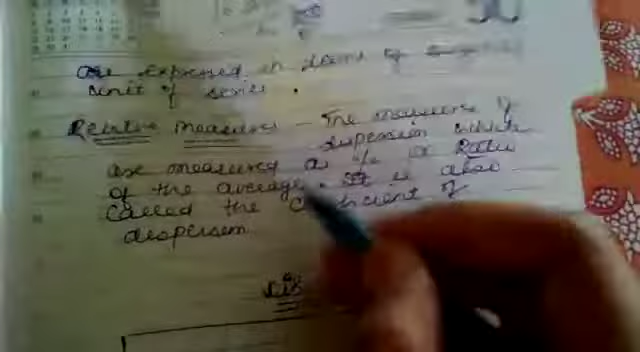 are expressed in terms of
unit of series.
Relative measures - The measures of
dispersion which
are measured as % or Ratio
of the average. It is also
called the coefficient of
dispersion